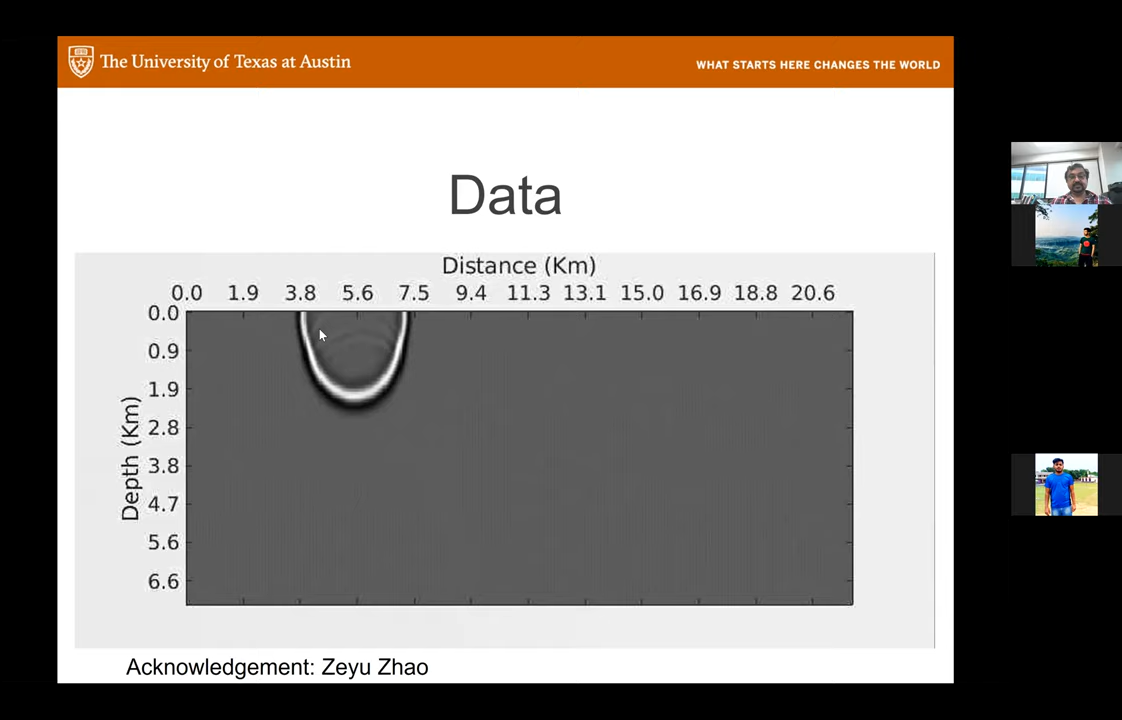 The University of Texas at Austin
WHAT STARTS HERE CHANGES THE WORLD
Data
Distance (Km)
0.0 1.9 3.8 5.6 7.5 9.4 11.3 13.1 15.0 16.9 18.8 20.6
Depth (Km)
0.0
0.9
1.9
2.8
3.8
4.7
5.6
6.6
Acknowledgement: Zeyu Zhao